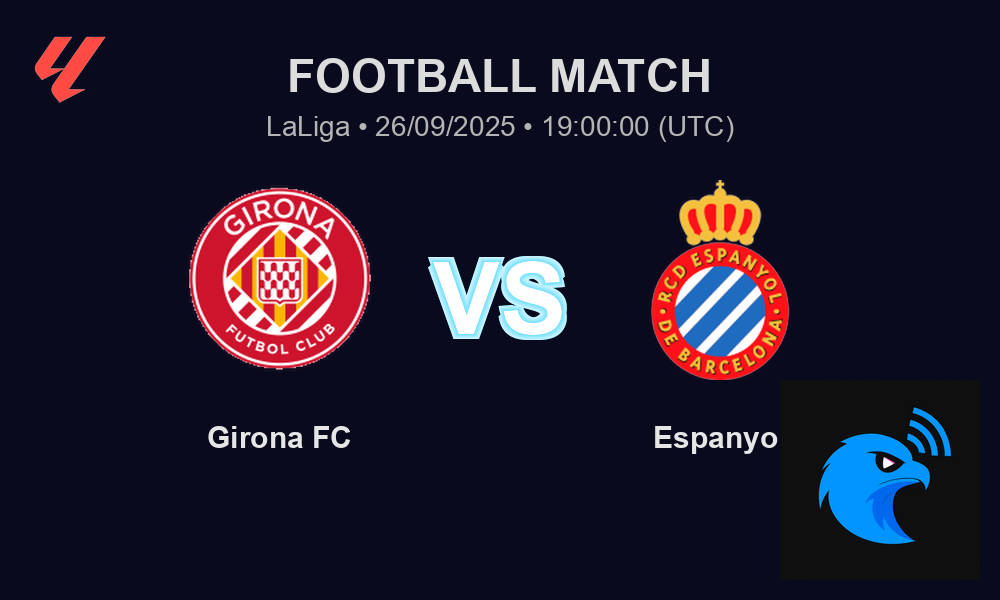 FOOTBALL MATCH
LaLiga • 26/09/2025 • 19:00:00 (UTC)
GIRONA
FUTBOL CLUB
VS
RCD ESPANYOL
DE BARCELONA
Girona FC
Espanyo